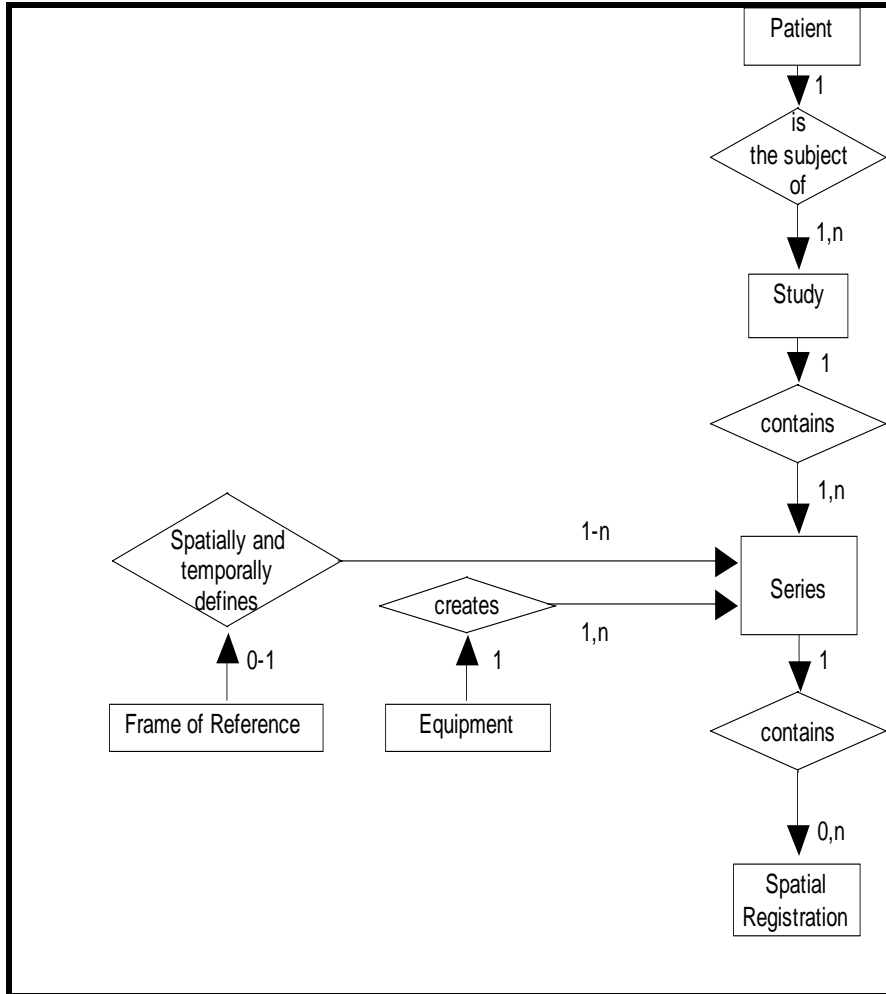 Patient
1
is
the subject
of
1,n
Study
1
contains
1,n
Spatially and
temporally
defines
1-n
creates
1,n
Series
0-1
1
1
Frame of Reference
Equipment
contains
0,n
Spatial
Registration